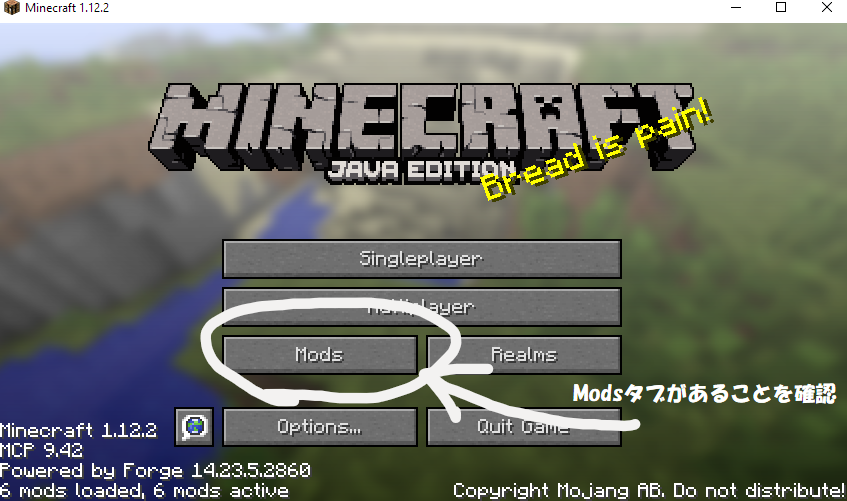 Minecraft 1.12.2
MINECRAFT
JAVA EDITION
Bread is pain!
Singleplayer
Multiplayer
Mods
Realms
Modsタブがあることを確認
Options...
Quit Game
Minecraft 1.12.2
MCP 9.42
Powered by Forge 14.23.5.2860
6 mods loaded, 6 mods active
Copyright Mojang AB. Do not distribute!